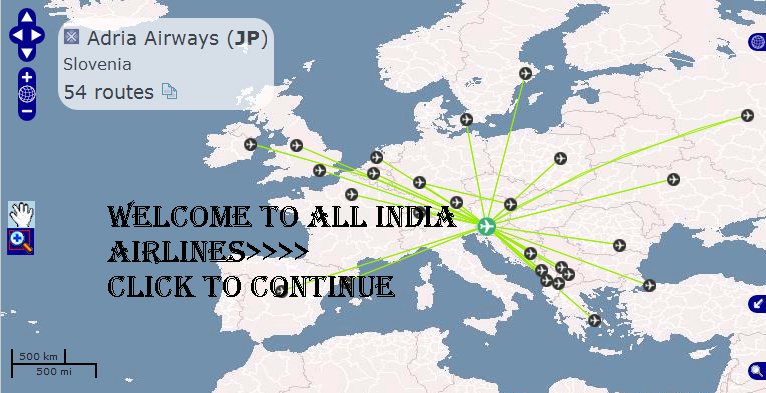 Adria Airways (JP)
Slovenia
54 routes
WELCOME TO ALL INDIA
AIRLINES>>>>
CLICK TO CONTINUE
500 km
500 mi